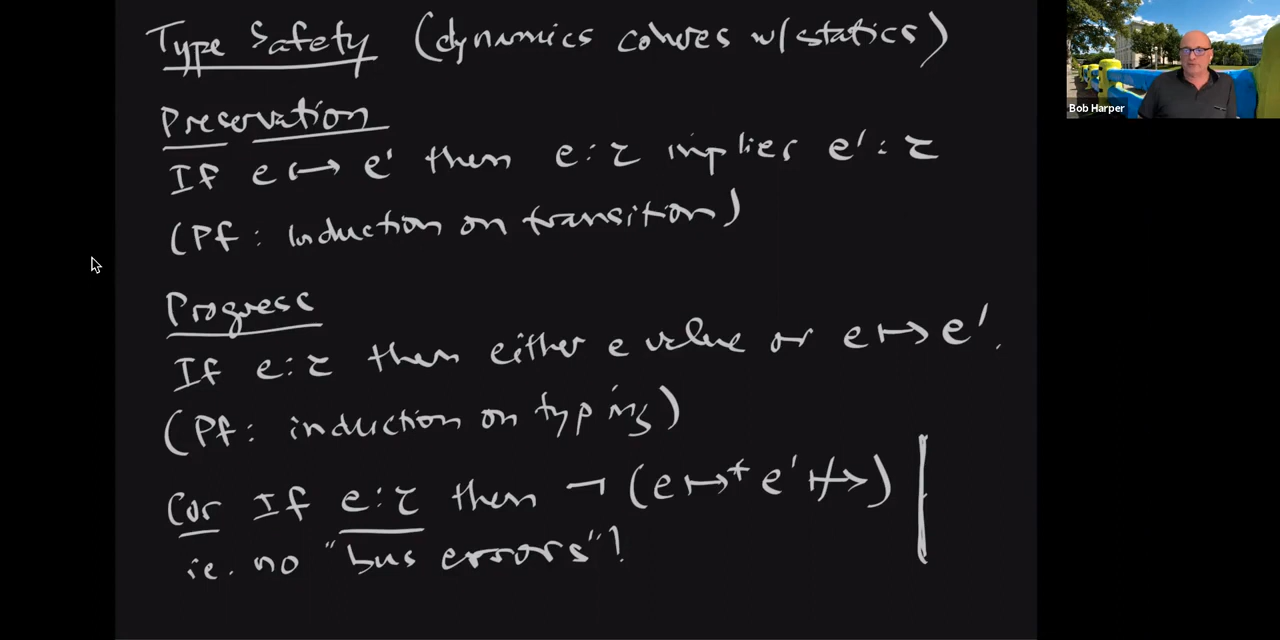 Type Safety (dynamics coheres w/ statics)
Preservation
If e ↦ e' then e : τ implies e' : τ
(Pf : Induction on transition)
Progress
If e : τ then either e value or e ↦ e'.
(Pf : induction on typing)
Cor If e : τ then ¬ (e ↦* e' ↦̸)
ie. no "bus errors"!
Bob Harper